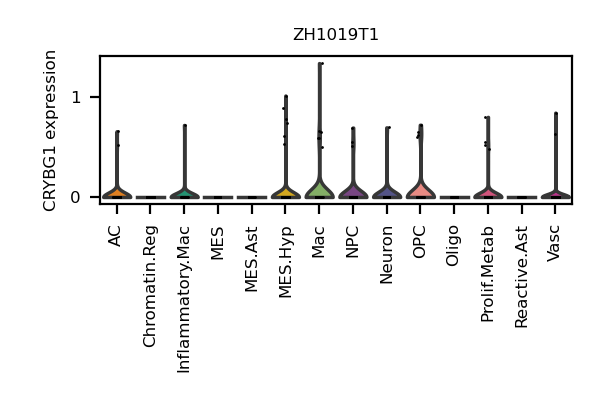 ZH1019T1
CRYBG1 expression
1
0
AC
Chromatin.Reg
Inflammatory.Mac
MES
MES.Ast
MES.Hyp
Mac
NPC
Neuron
OPC
Oligo
Prolif.Metab
Reactive.Ast
Vasc